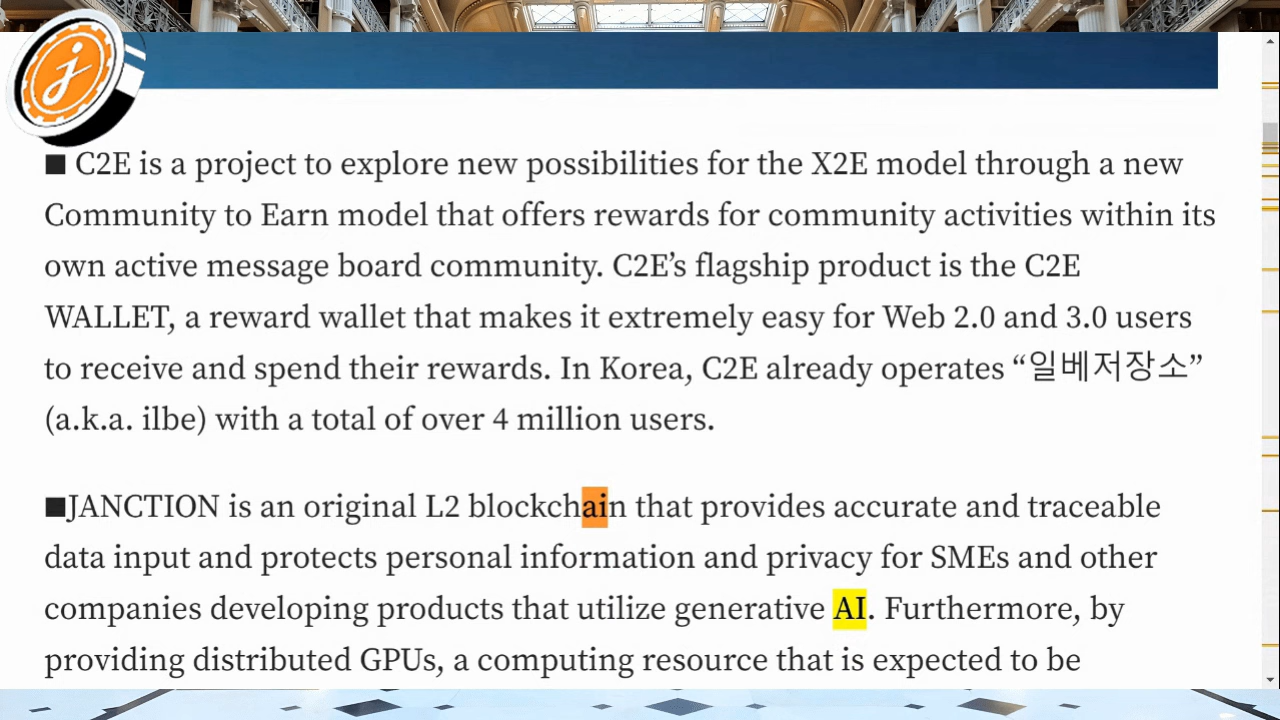 ■ C2E is a project to explore new possibilities for the X2E model through a new
Community to Earn model that offers rewards for community activities within its
own active message board community. C2E’s flagship product is the C2E
WALLET, a reward wallet that makes it extremely easy for Web 2.0 and 3.0 users
to receive and spend their rewards. In Korea, C2E already operates “일베저장소”
(a.k.a. ilbe) with a total of over 4 million users.
■JANCTION is an original L2 blockchain that provides accurate and traceable
data input and protects personal information and privacy for SMEs and other
companies developing products that utilize generative AI. Furthermore, by
providing distributed GPUs, a computing resource that is expected to be